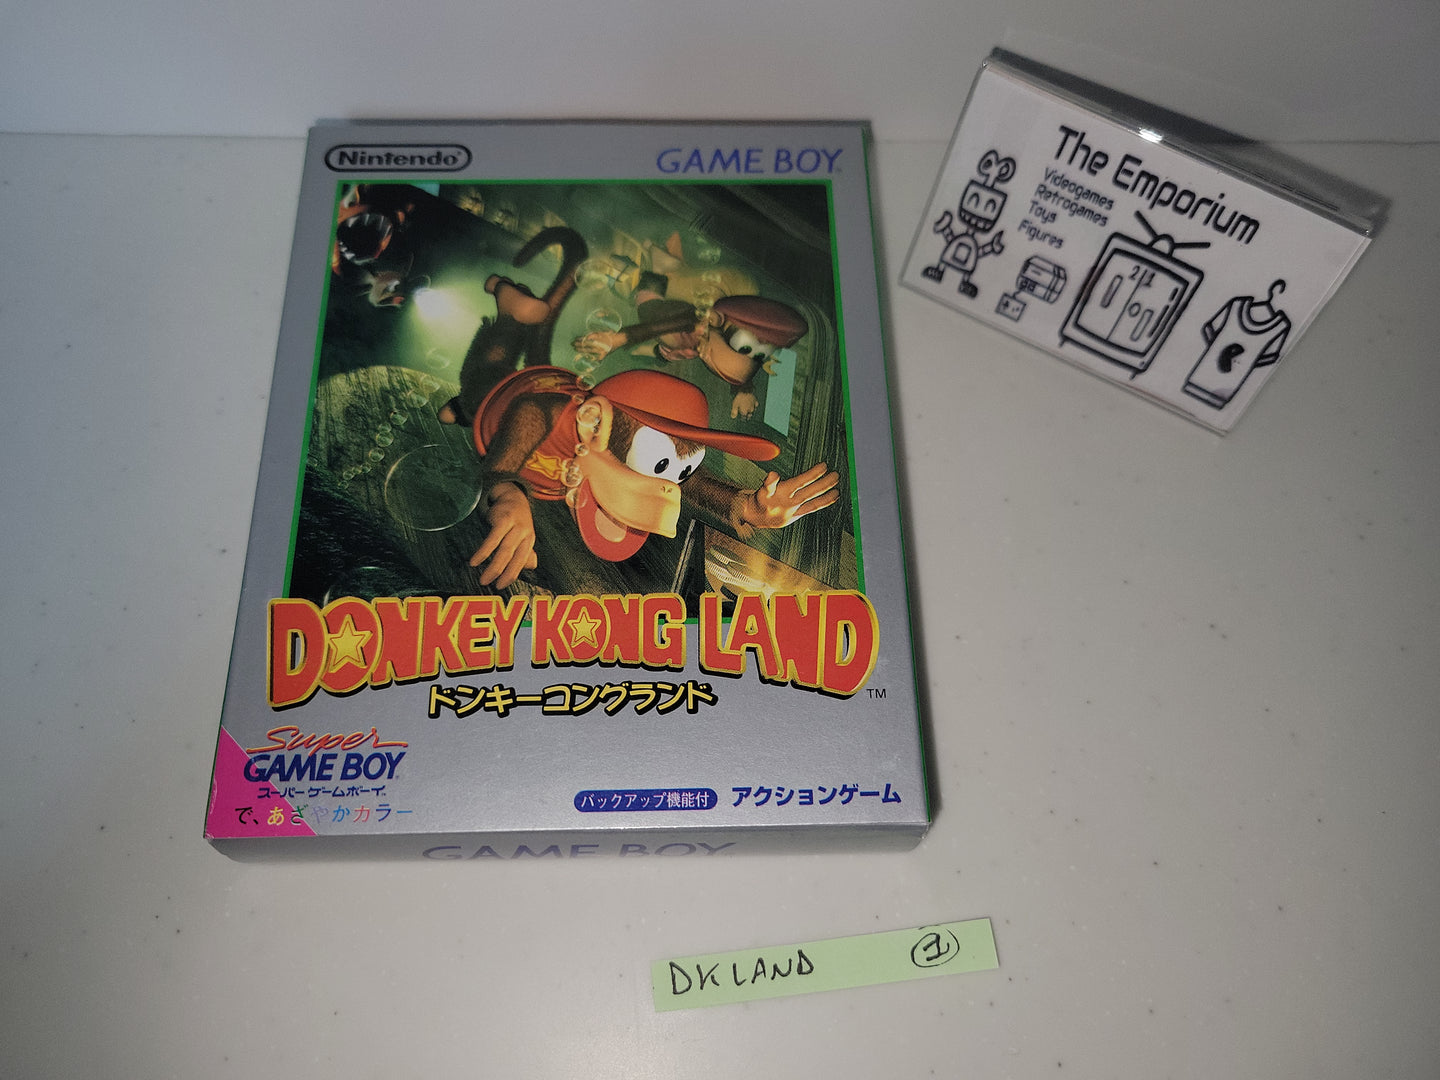 Nintendo
GAME BOY
DONKEY KONG LAND
TM
ドンキーコングランド
Super
GAME BOY
スーパーゲームボーイ
で、あざやかカラー
バックアップ機能付
アクションゲーム
GAME BOY
The Emporium
Videogames
Retrogames
Toys
Figures
DK LAND
1